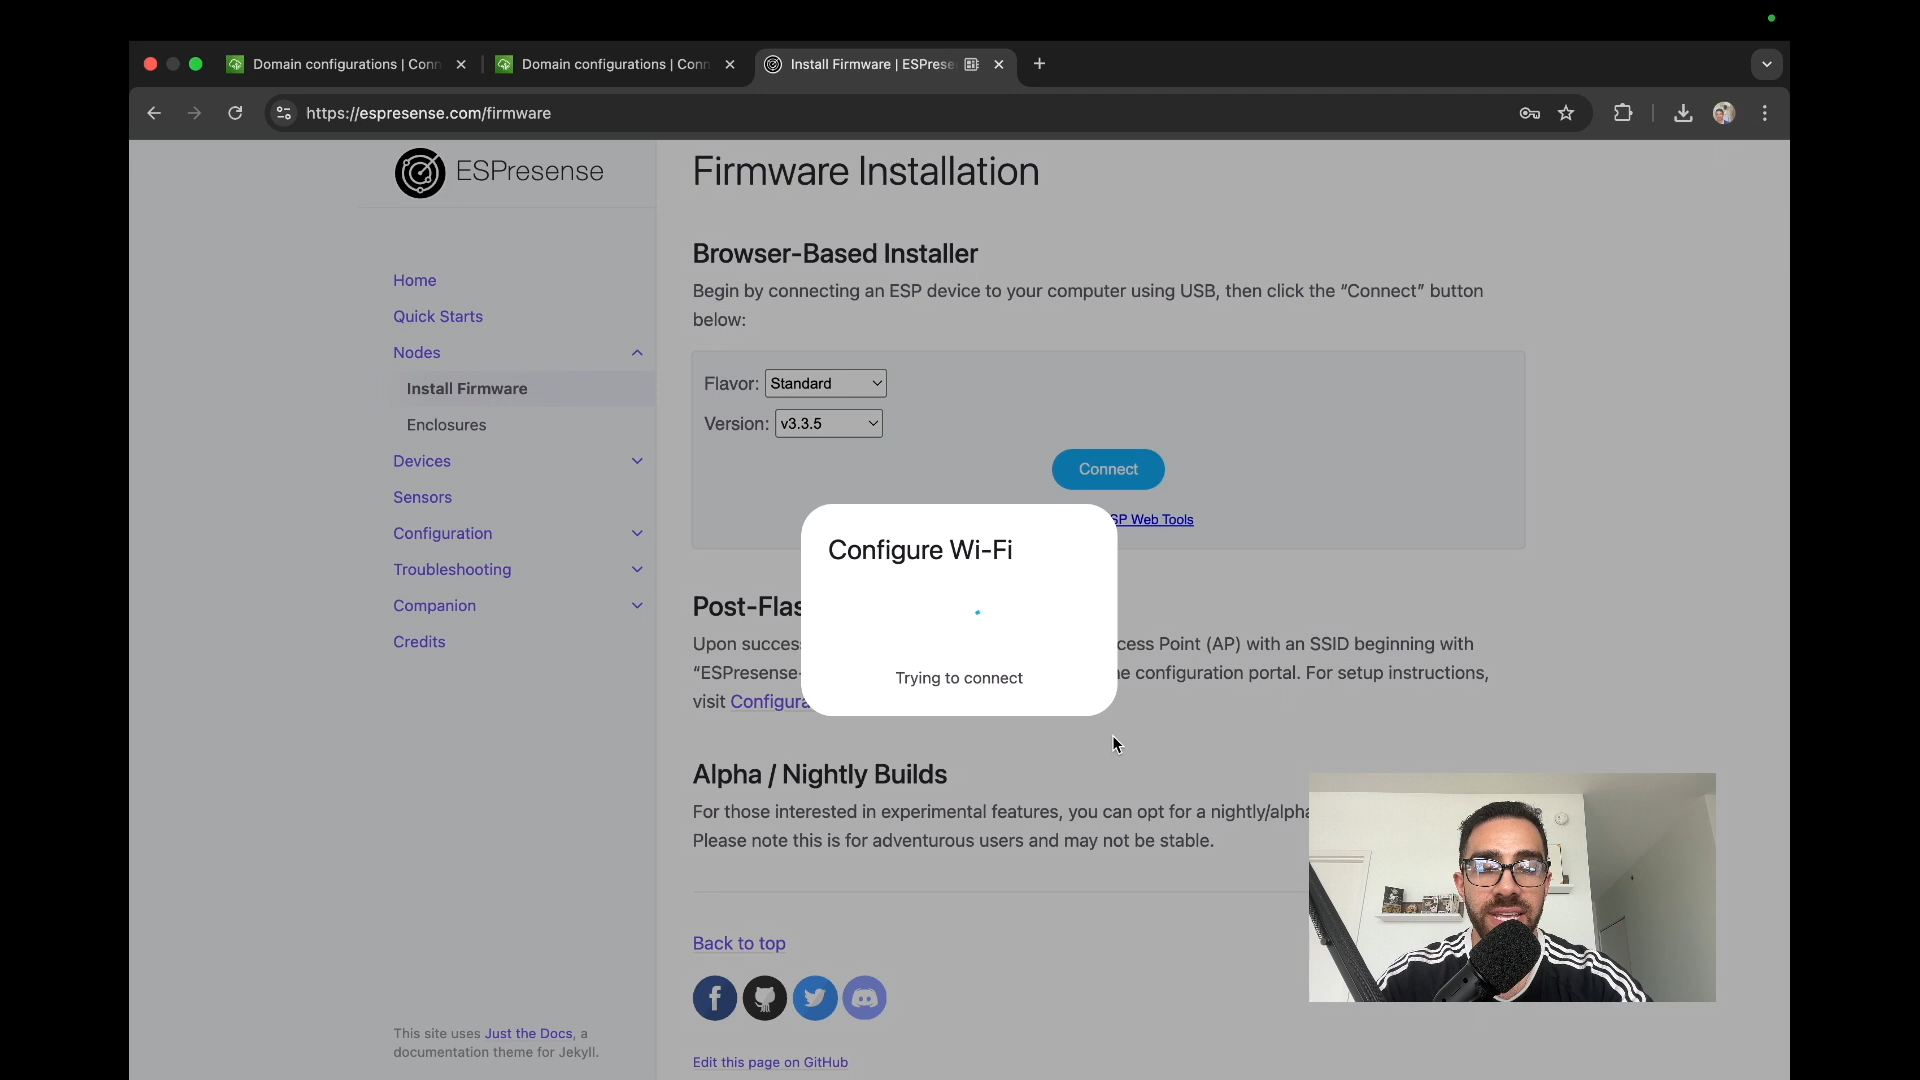 Domain configurations | Conn
Domain configurations | Conn
Install Firmware | ESPrese
https://espresense.com/firmware
ESPresense
Home
Quick Starts
Nodes
Install Firmware
Enclosures
Devices
Sensors
Configuration
Troubleshooting
Companion
Credits
This site uses Just the Docs, a
documentation theme for Jekyll.
Firmware Installation
Browser-Based Installer
Begin by connecting an ESP device to your computer using USB, then click the “Connect” button
below:
Flavor: Standard
Version: v3.3.5
Connect
SP Web Tools
Configure Wi-Fi
Trying to connect
Post-Flas
Upon succes cess Point (AP) with an SSID beginning with
“ESPresense- e configuration portal. For setup instructions,
visit Configura
Alpha / Nightly Builds
For those interested in experimental features, you can opt for a nightly/alpha
Please note this is for adventurous users and may not be stable.
Back to top
Edit this page on GitHub